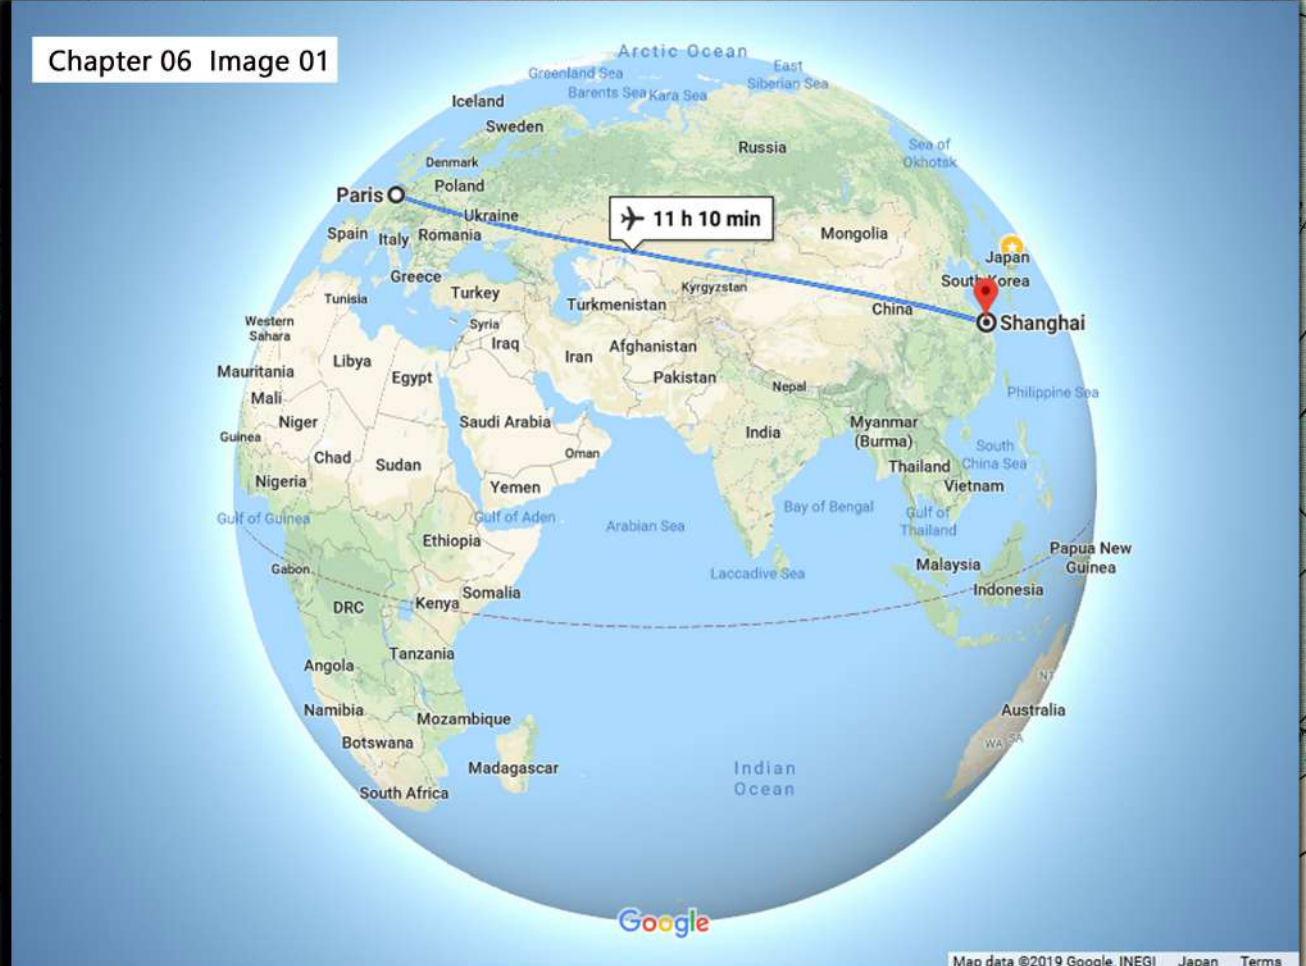 Chapter 06 Image 01
Arctic Ocean
Greenland Sea
East
Siberian Sea
Barents Sea
Kara Sea
Iceland
Sweden
Russia
Sea of
Okhotsk
Denmark
Paris
Poland
Ukraine
11 h 10 min
Spain
Italy
Romania
Mongolia
Japan
Greece
Turkey
Kyrgyzstan
South Korea
Tunisia
Turkmenistan
China
Shanghai
Western
Sahara
Syria
Iraq
Iran
Afghanistan
Libya
Mauritania
Egypt
Pakistan
Nepal
Philippine Sea
Mali
Niger
Saudi Arabia
India
Myanmar
(Burma)
Guinea
Chad
Sudan
Oman
Thailand
South
China Sea
Nigeria
Yemen
Vietnam
Bay of Bengal
Gulf of Guinea
Gulf of Aden
Arabian Sea
Gulf of
Thailand
Ethiopia
Papua New
Guinea
Gabon
Laccadive Sea
Malaysia
Somalia
Indonesia
DRC
Kenya
Tanzania
Angola
NT
Namibia
Mozambique
Australia
Botswana
WA
SA
Madagascar
Indian
Ocean
South Africa
Google
Map data ©2019 Google, INEGI Japan Terms